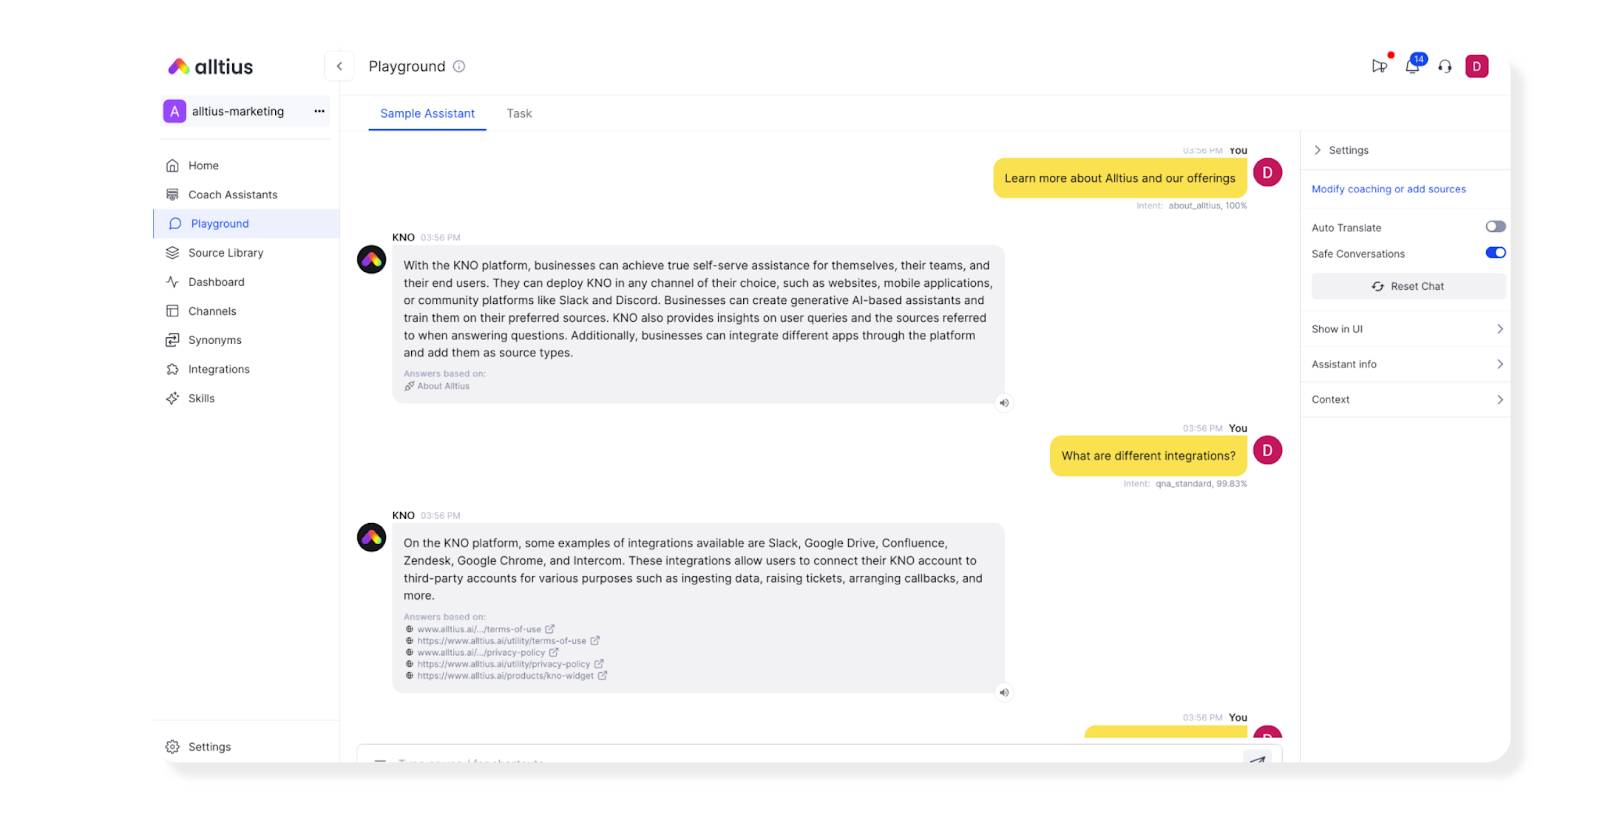 alltius
Playground
14
D
A alltius-marketing
Sample Assistant
Task
Home
Coach Assistants
Playground
Source Library
Dashboard
Channels
Synonyms
Integrations
Skills
Settings
03:56 PM You
Learn more about Alltius and our offerings
D
Intent: about_alltius, 100%
KNO 03:56 PM
With the KNO platform, businesses can achieve true self-serve assistance for themselves, their teams, and
their end users. They can deploy KNO in any channel of their choice, such as websites, mobile applications,
or community platforms like Slack and Discord. Businesses can create generative AI-based assistants and
train them on their preferred sources. KNO also provides insights on user queries and the sources referred
to when answering questions. Additionally, businesses can integrate different apps through the platform
and add them as source types.
Answers based on:
About Alltius
03:56 PM You
What are different integrations?
D
Intent: qna_standard, 99.83%
KNO 03:56 PM
On the KNO platform, some examples of integrations available are Slack, Google Drive, Confluence,
Zendesk, Google Chrome, and Intercom. These integrations allow users to connect their KNO account to
third-party accounts for various purposes such as ingesting data, raising tickets, arranging callbacks, and
more.
Answers based on:
www.alltius.ai/.../terms-of-use
https://www.alltius.ai/utility/terms-of-use
www.alltius.ai/.../privacy-policy
https://www.alltius.ai/utility/privacy-policy
https://www.alltius.ai/products/kno-widget
03:56 PM You
D
Settings
Modify coaching or add sources
Auto Translate
Safe Conversations
Reset Chat
Show in UI
Assistant info
Context